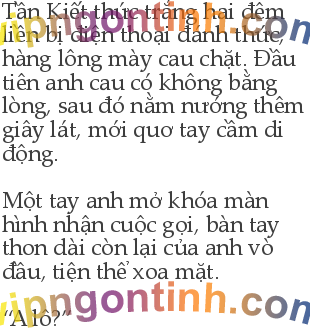 Tần Kiết thức trắng hai đêm
liền bị điện thoại đánh thức,
hàng lông mày cau chặt. Đầu
tiên anh cau có không bằng
lòng, sau đó nằm nướng thêm
giây lát, mới quơ tay cầm di
động.

Một tay anh mở khóa màn
hình nhận cuộc gọi, bàn tay
thon dài còn lại của anh vò
đầu, tiện thể xoa mặt.

“A lô?”
vipngontinh.com
vipngontinh.com
vipngontinh.com